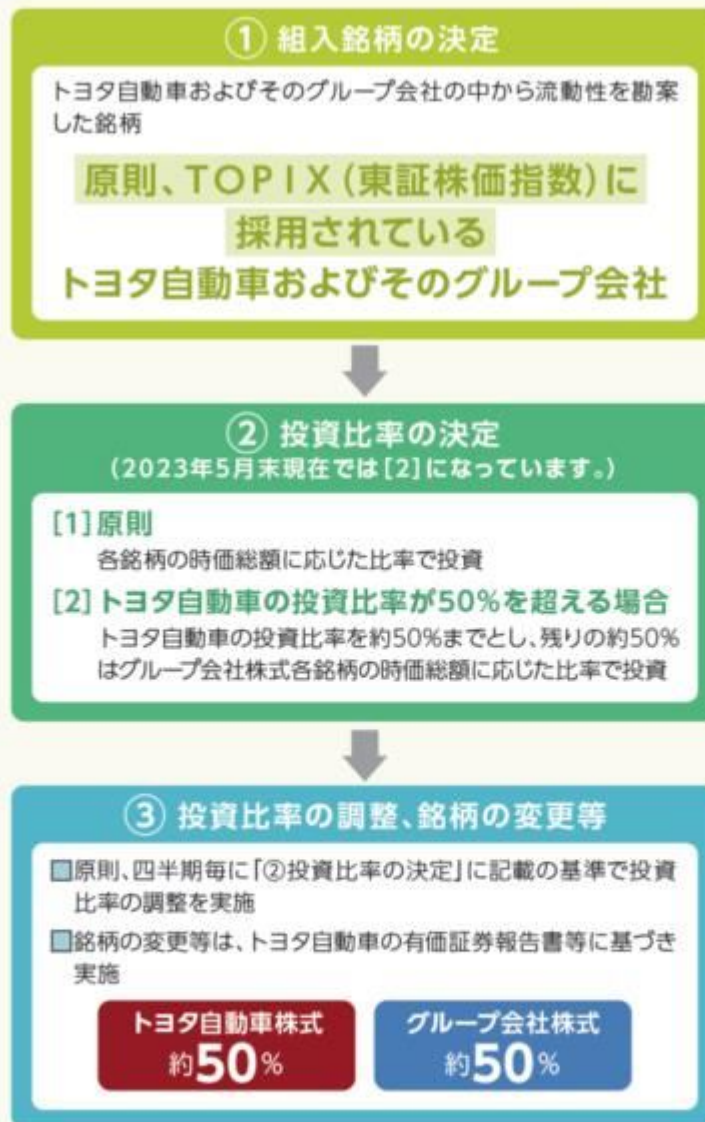 ① 組入銘柄の決定
トヨタ自動車およびそのグループ会社の中から流動性を勘案
した銘柄
原則、TOPIX(東証株価指数)に
採用されている
トヨタ自動車およびそのグループ会社
② 投資比率の決定
(2023年5月末現在では[2]になっています。)
[1]原則
各銘柄の時価総額に応じた比率で投資
[2]トヨタ自動車の投資比率が50%を超える場合
トヨタ自動車の投資比率を約50%までとし、残りの約50%
はグループ会社株式各銘柄の時価総額に応じた比率で投資
③ 投資比率の調整、銘柄の変更等
原則、四半期毎に「②投資比率の決定」に記載の基準で投資
比率の調整を実施
銘柄の変更等は、トヨタ自動車の有価証券報告書等に基づき
実施
トヨタ自動車株式
約50%
グループ会社株式
約50%